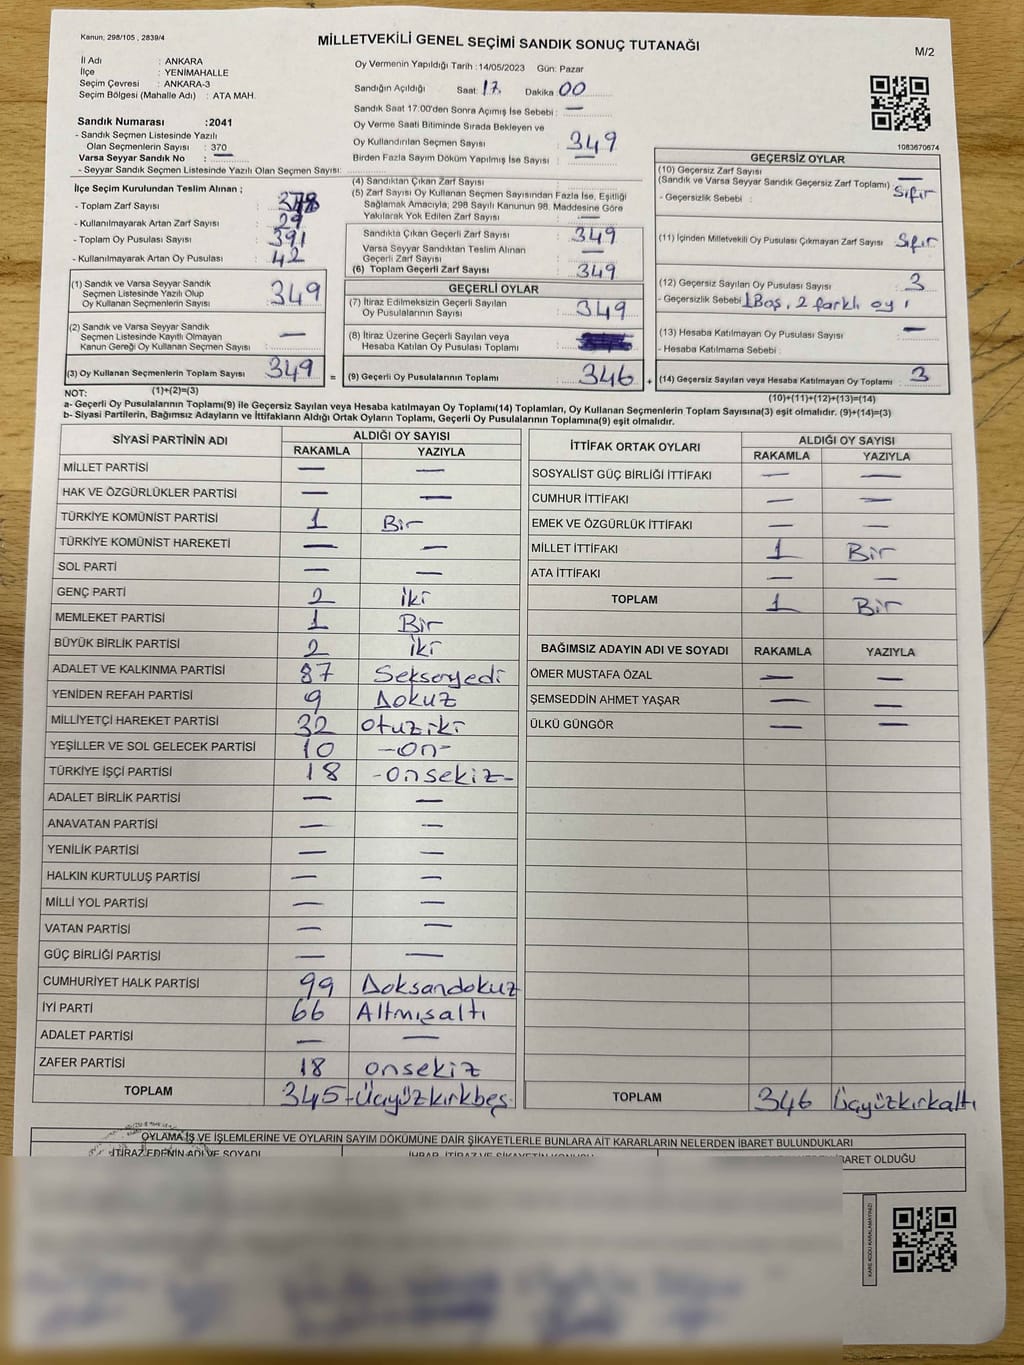 Kanun, 298/105 , 2839/4
MİLLETVEKİLİ GENEL SEÇİMİ SANDIK SONUÇ TUTANAĞI
M/2
İl Adı : ANKARA
İlçe : YENİMAHALLE
Seçim Çevresi : ANKARA-3
Seçim Bölgesi (Mahalle Adı) : ATA MAH.
Sandık Numarası :2041
- Sandık Seçmen Listesinde Yazılı
Olan Seçmenlerin Sayısı : 370
Varsa Seyyar Sandık No : —
- Seyyar Sandık Seçmen Listesinde Yazılı Olan Seçmen Sayısı:
Oy Vermenin Yapıldığı Tarih :14/05/2023 Gün: Pazar
Sandığın Açıldığı Saat: 17 Dakika 00
Sandık Saat 17:00'den Sonra Açımış İse Sebebi : —
Oy Verme Saati Bitiminde Sırada Bekleyen ve
Oy Kullandırılan Seçmen Sayısı : 349
Birden Fazla Sayım Döküm Yapılmış İse Sayısı : —
1083670674
İlçe Seçim Kurulundan Teslim Alınan ;
- Toplam Zarf Sayısı : 378
- Kullanılmayarak Artan Zarf Sayısı : 29
- Toplam Oy Pusulası Sayısı : 391
- Kullanılmayarak Artan Oy Pusulası : 42
(1) Sandık ve Varsa Seyyar Sandık
Seçmen Listesinde Yazılı Olup
Oy Kullanan Seçmenlerin Sayısı : 349
(2) Sandık ve Varsa Seyyar Sandık
Seçmen Listesinde Kayıtlı Olmayan
Kanun Gereği Oy Kullanan Seçmen Sayısı : —
(3) Oy Kullanan Seçmenlerin Toplam Sayısı : 349 =
(4) Sandıktan Çıkan Zarf Sayısı :
(5) Zarf Sayısı Oy Kullanan Seçmen Sayısından Fazla İse, Eşitliği
Sağlamak Amacıyla, 298 Sayılı Kanunun 98. Maddesine Göre
Yakılarak Yok Edilen Zarf Sayısı : —
Sandıkta Çıkan Geçerli Zarf Sayısı : 349
Varsa Seyyar Sandıktan Teslim Alınan
Geçerli Zarf Sayısı : —
(6) Toplam Geçerli Zarf Sayısı : 349
GEÇERLİ OYLAR
(7) İtiraz Edilmeksizin Geçerli Sayılan
Oy Pusulalarının Sayısı : 349
(8) İtiraz Üzerine Geçerli Sayılan veya
Hesaba Katılan Oy Pusulası Toplamı :
(9) Geçerli Oy Pusulalarının Toplamı : 346 +
GEÇERSİZ OYLAR
(10) Geçersiz Zarf Sayısı : —
(Sandık ve Varsa Seyyar Sandık Geçersiz Zarf Toplamı) Sıfır
- Geçersizlik Sebebi :
(11) İçinden Milletvekili Oy Pusulası Çıkmayan Zarf Sayısı : Sıfır
(12) Geçersiz Sayılan Oy Pusulası Sayısı : 3
- Geçersizlik Sebebi : 1 Boş, 2 farklı oy
(13) Hesaba Katılmayan Oy Pusulası Sayısı : —
- Hesaba Katılmama Sebebi :
(14) Geçersiz Sayılan veya Hesaba Katılmayan Oy Toplamı : 3
NOT: (1)+(2)=(3) (10)+(11)+(12)+(13)=(14)
a- Geçerli Oy Pusulalarının Toplamı(9) ile Geçersiz Sayılan veya Hesaba katılmayan Oy Toplamı(14) Toplamları, Oy Kullanan Seçmenlerin Toplam Sayısına(3) eşit olmalıdır. (9)+(14)=(3)
b- Siyasi Partilerin, Bağımsız Adayların ve İttifakların Aldığı Ortak Oyların Toplamı, Geçerli Oy Pusulalarının Toplamına(9) eşit olmalıdır.
SİYASİ PARTİNİN ADI ALDIĞI OY SAYISI
RAKAMLA YAZIYLA
MİLLET PARTİSİ — —
HAK VE ÖZGÜRLÜKLER PARTİSİ — —
TÜRKİYE KOMÜNİST PARTİSİ 1 Bir
TÜRKİYE KOMÜNİST HAREKETİ — —
SOL PARTİ — —
GENÇ PARTİ 2 iki
MEMLEKET PARTİSİ 1 Bir
BÜYÜK BİRLİK PARTİSİ 2 iki
ADALET VE KALKINMA PARTİSİ 87 Seksenyedi
YENİDEN REFAH PARTİSİ 9 Dokuz
MİLLİYETÇİ HAREKET PARTİSİ 32 otuziki
YEŞİLLER VE SOL GELECEK PARTİSİ 10 -on-
TÜRKİYE İŞÇİ PARTİSİ 18 -onsekiz-
ADALET BİRLİK PARTİSİ — —
ANAVATAN PARTİSİ — —
YENİLİK PARTİSİ — —
HALKIN KURTULUŞ PARTİSİ — —
MİLLİ YOL PARTİSİ — —
VATAN PARTİSİ — —
GÜÇ BİRLİĞİ PARTİSİ — —
CUMHURİYET HALK PARTİSİ 99 Doksandokuz
İYİ PARTİ 66 Altmışaltı
ADALET PARTİSİ — —
ZAFER PARTİSİ 18 onsekiz
TOPLAM 345 -Üçyüzkırkbeş-
İTTİFAK ORTAK OYLARI ALDIĞI OY SAYISI
RAKAMLA YAZIYLA
SOSYALİST GÜÇ BİRLİĞİ İTTİFAKI — —
CUMHUR İTTİFAKI — —
EMEK VE ÖZGÜRLÜK İTTİFAKI — —
MİLLET İTTİFAKI 1 Bir
ATA İTTİFAKI — —
TOPLAM 1 Bir
BAĞIMSIZ ADAYIN ADI VE SOYADI RAKAMLA YAZIYLA
ÖMER MUSTAFA ÖZAL — —
ŞEMSEDDİN AHMET YAŞAR — —
ÜLKÜ GÜNGÖR — —
TOPLAM 346 Üçyüzkırkaltı
OYLAMA İŞ VE İŞLEMLERİNE VE OYLARIN SAYIM DÖKÜMÜNE DAİR ŞİKAYETLERLE BUNLARA AİT KARARLARIN NELERDEN İBARET BULUNDUKLARI
İTİRAZ EDENİN ADI VE SOYADI İHBAR, İTİRAZ VE ŞİKAYETİN KONUSU İBARET OLDUĞU
KARE KODU KARALAMAYINIZ!